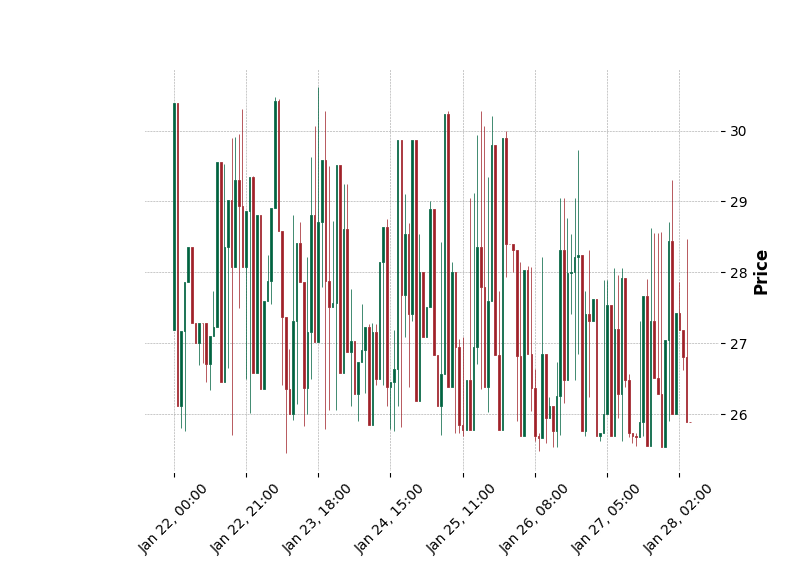 30
29
28
27
26
Price
Jan 22, 00:00
Jan 22, 21:00
Jan 23, 18:00
Jan 24, 15:00
Jan 25, 11:00
Jan 26, 08:00
Jan 27, 05:00
Jan 28, 02:00